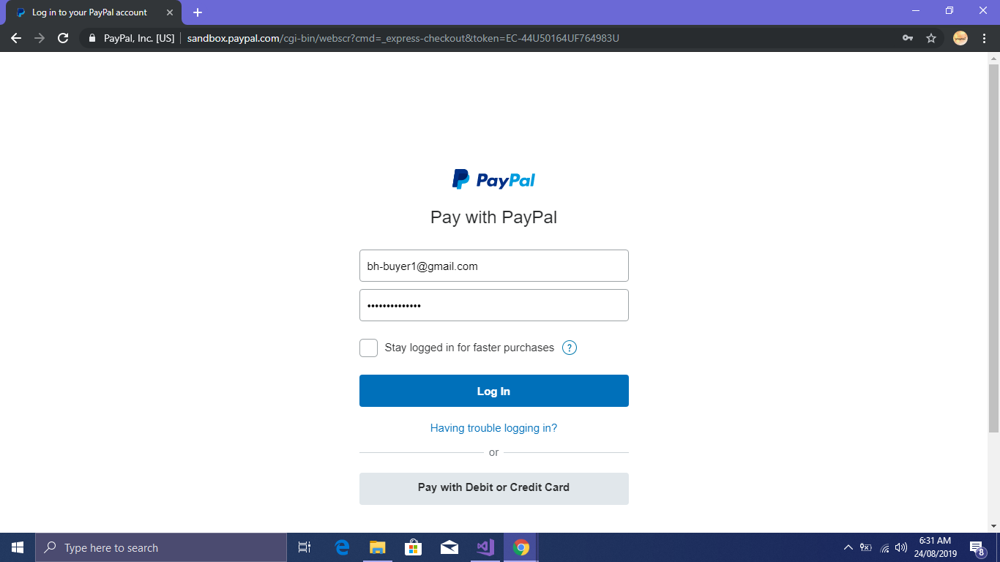 Log in to your PayPal account
PayPal, Inc. [US]
sandbox.paypal.com/cgi-bin/webscr?cmd=_express-checkout&token=EC-44U50164UF764983U
PayPal
Pay with PayPal
bh-buyer1@gmail.com
••••••••••••••
Stay logged in for faster purchases ?
Log In
Having trouble logging in?
or
Pay with Debit or Credit Card
Type here to search
6:31 AM
24/08/2019
8